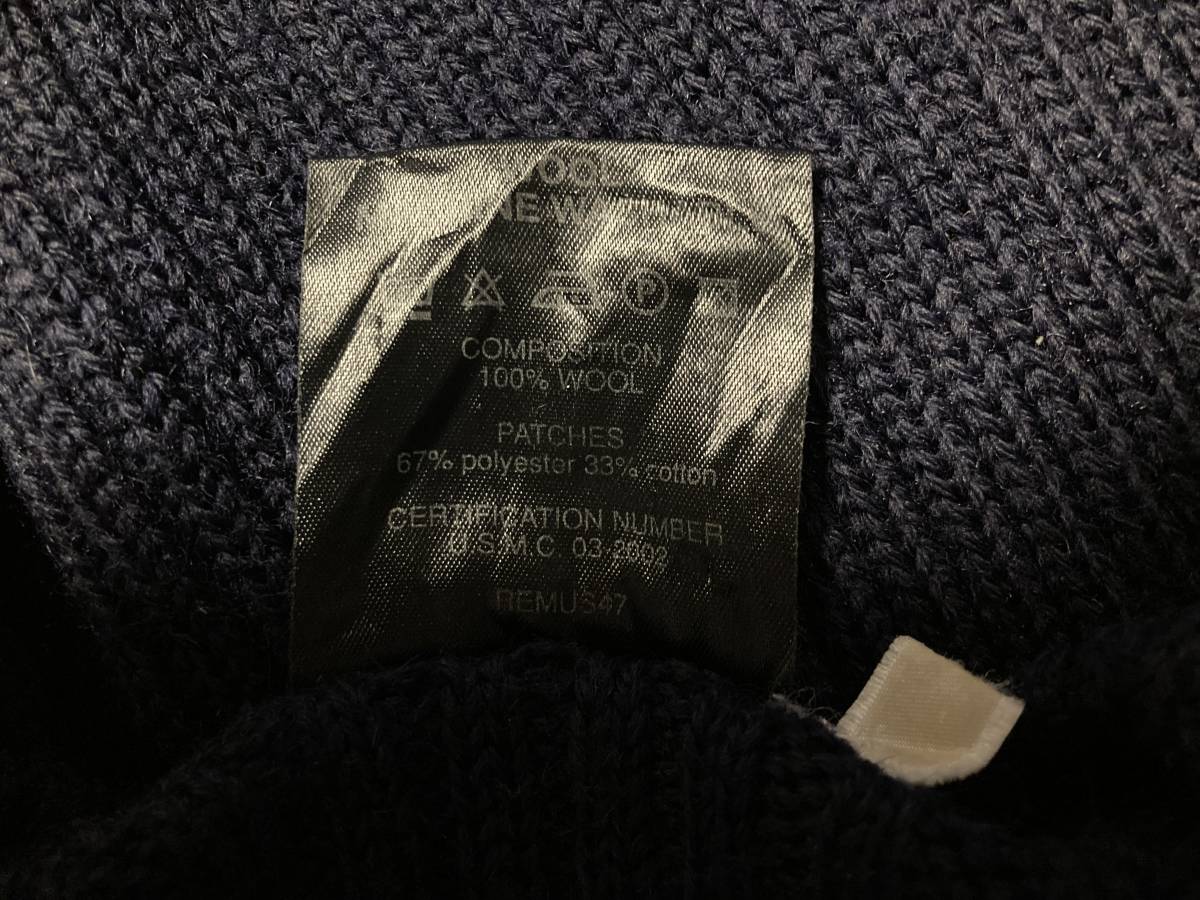 COMPOSITION
100% WOOL
PATCHES
67% polyester 33% cotton
CERTIFICATION NUMBER
U.S.M.C. 03-2002
REMUS47